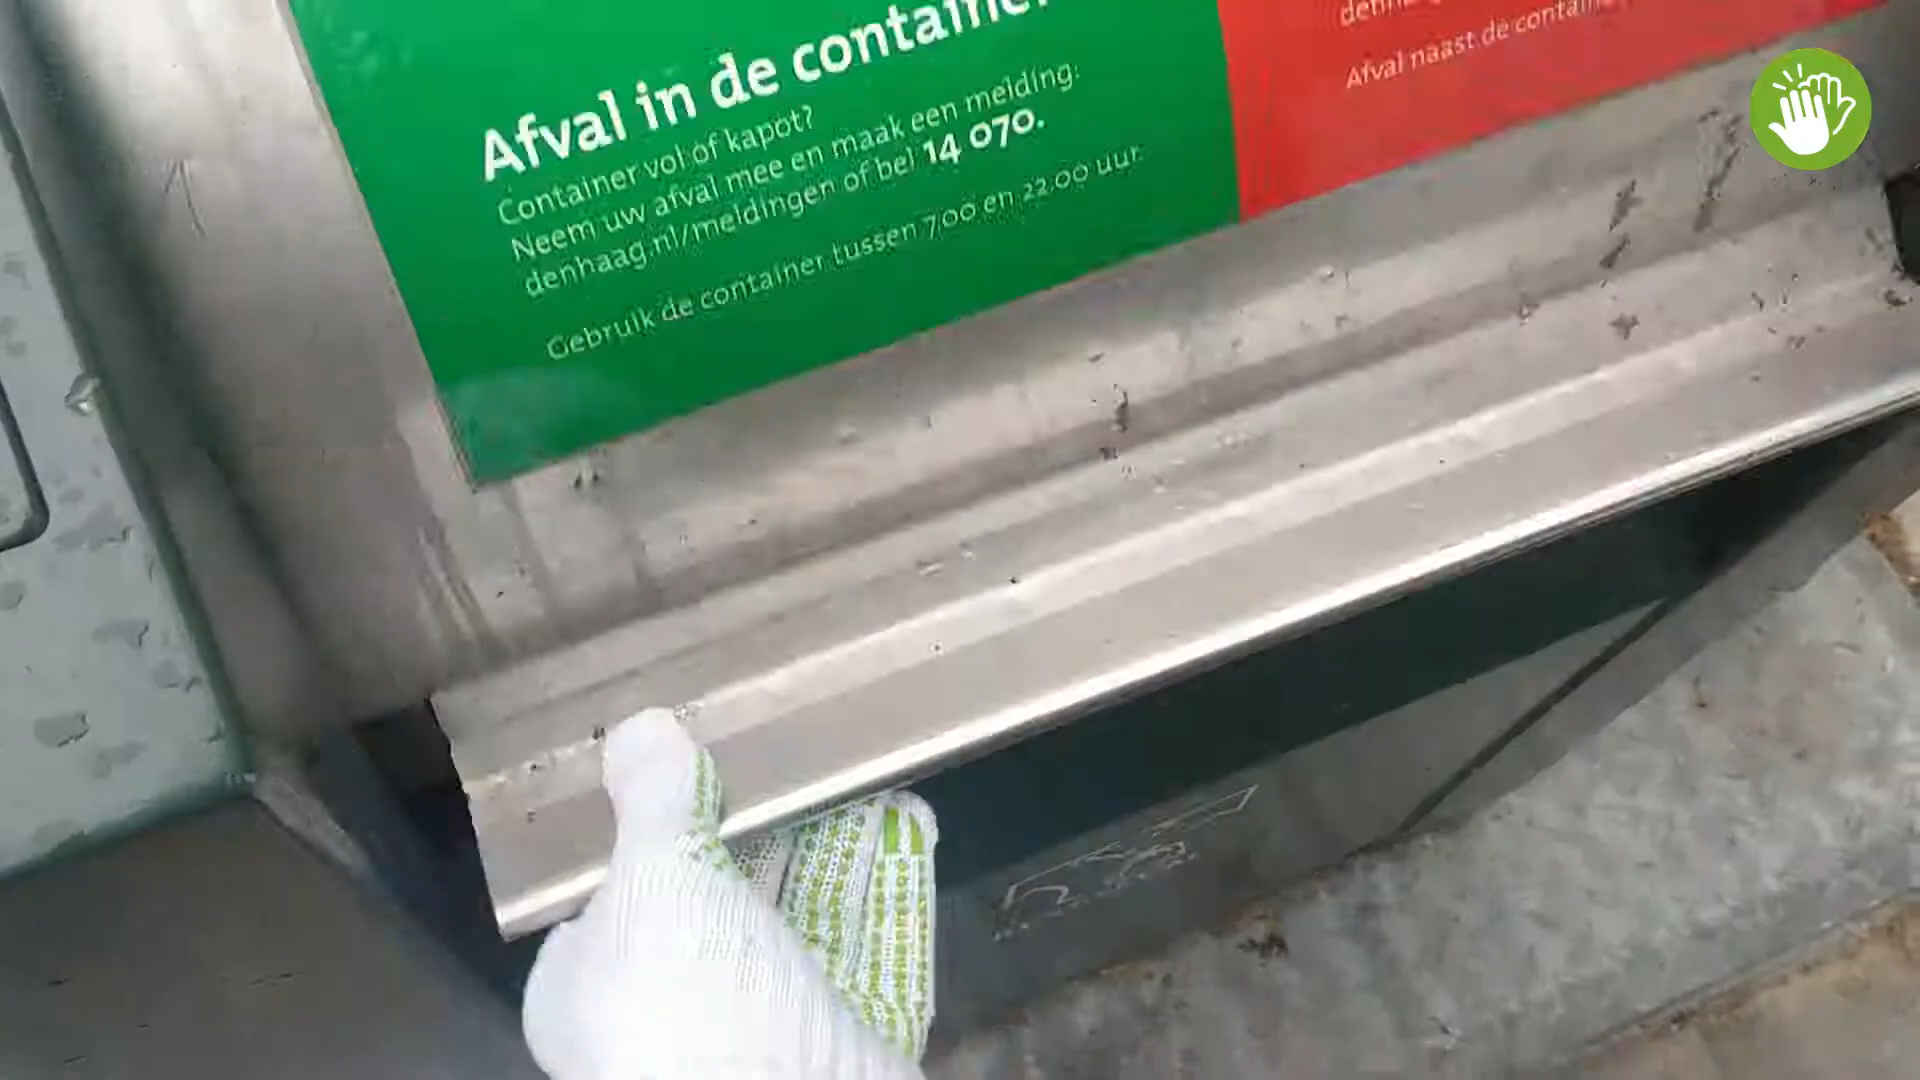 Afval in de container
Container vol of kapot?
Neem uw afval mee en maak een melding:
denhaag.nl/meldingen of bel 14 070.
Gebruik de container tussen 7.00 en 22.00 uur.
Afval naast de